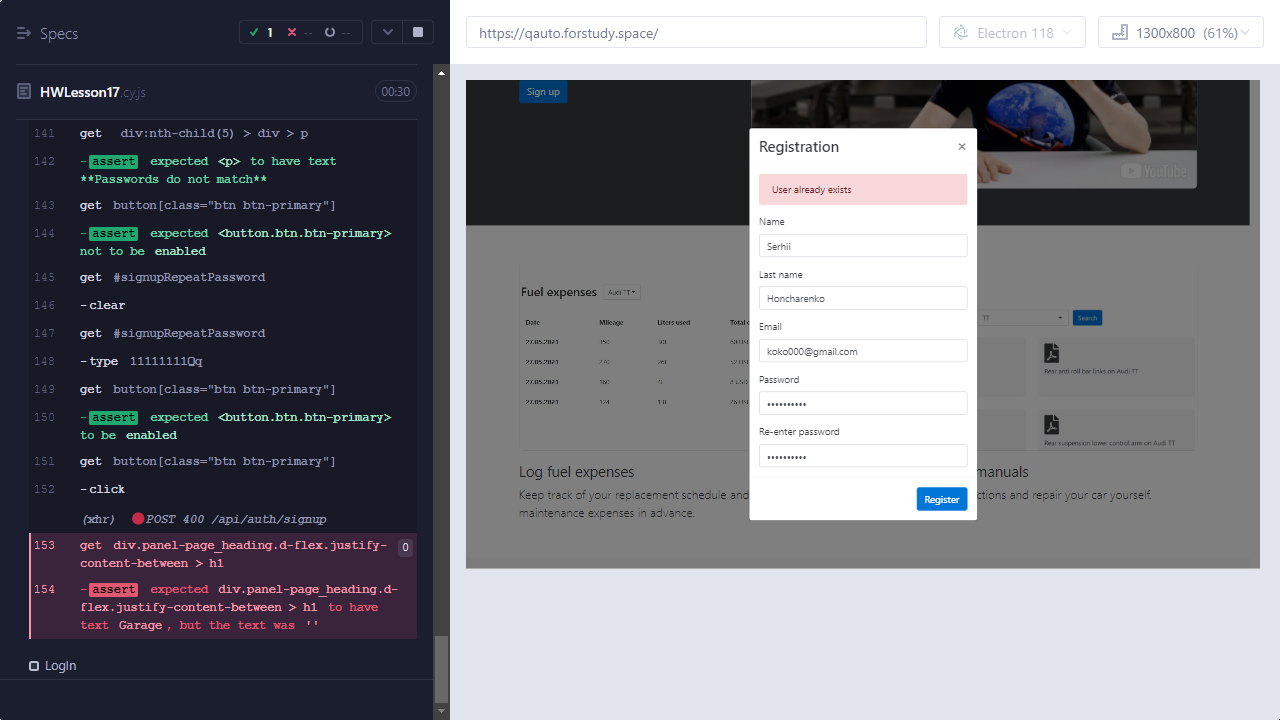 Specs
1
--
--
HWLesson17.cy.js
00:30
141 get div:nth-child(5) > div > p
142 -assert expected <p> to have text
**Passwords do not match**
143 get button[class="btn btn-primary"]
144 -assert expected <button.btn.btn-primary>
not to be enabled
145 get #signupRepeatPassword
146 -clear
147 get #signupRepeatPassword
148 -type 11111111Qq
149 get button[class="btn btn-primary"]
150 -assert expected <button.btn.btn-primary>
to be enabled
151 get button[class="btn btn-primary"]
152 -click
(xhr) POST 400 /api/auth/signup
153 get div.panel-page_heading.d-flex.justify-
content-between > h1 0
154 -assert expected div.panel-page_heading.d-
flex.justify-content-between > h1 to have
text Garage, but the text was ''
LogIn
https://qauto.forstudy.space/
Electron 118
1300x800 (61%)
Sign up
YouTube
Registration ×
User already exists
Name
Serhii
Last name
Honcharenko
Email
koko000@gmail.com
Password
••••••••••
Re-enter password
••••••••••
Register
Fuel expenses Audi TT
Date Mileage Liters used
27.05.2021
27.05.2021
27.05.2021 160
27.05.2021 124
TT Search
Rear anti roll bar links on Audi TT
Rear suspension lower control arm on Audi TT
Log fuel expenses
Keep track of your replacement schedule and
maintenance expenses in advance.
manuals
ctions and repair your car yourself.